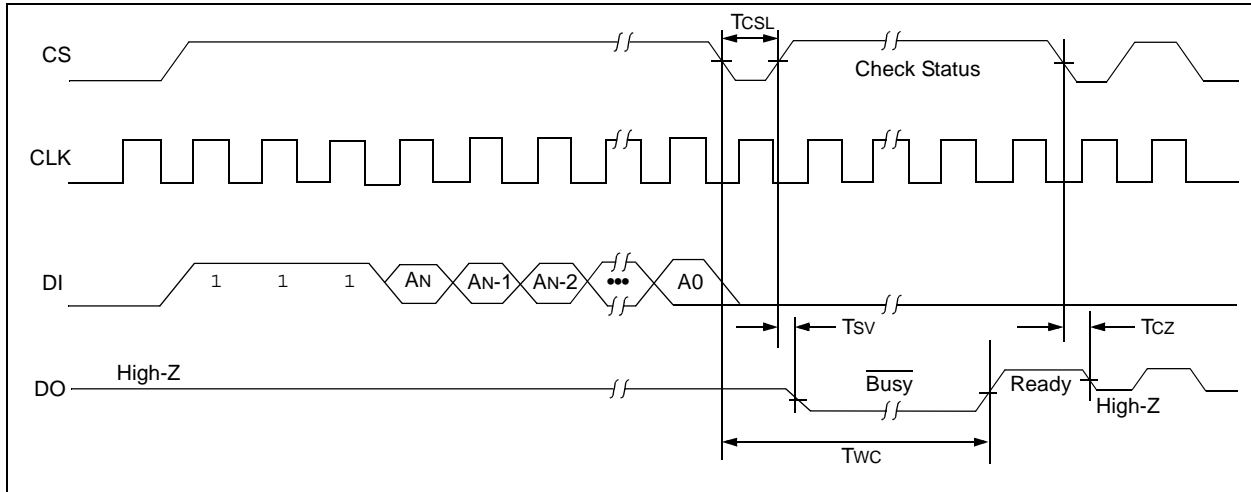 TCSL
CS
Check Status
CLK
DI
1 1 1 AN AN-1 AN-2 ••• A0
TSV
TCZ
High-Z
DO
Busy
Ready
High-Z
TWC